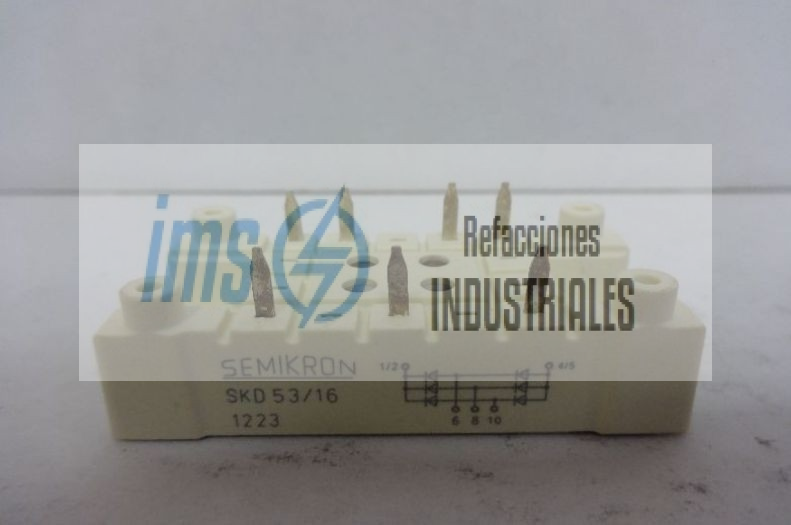 ims
Refacciones
INDUSTRIALES
SEMIKRON
SKD 53/16
1223
1/2
4/5
6 8 10